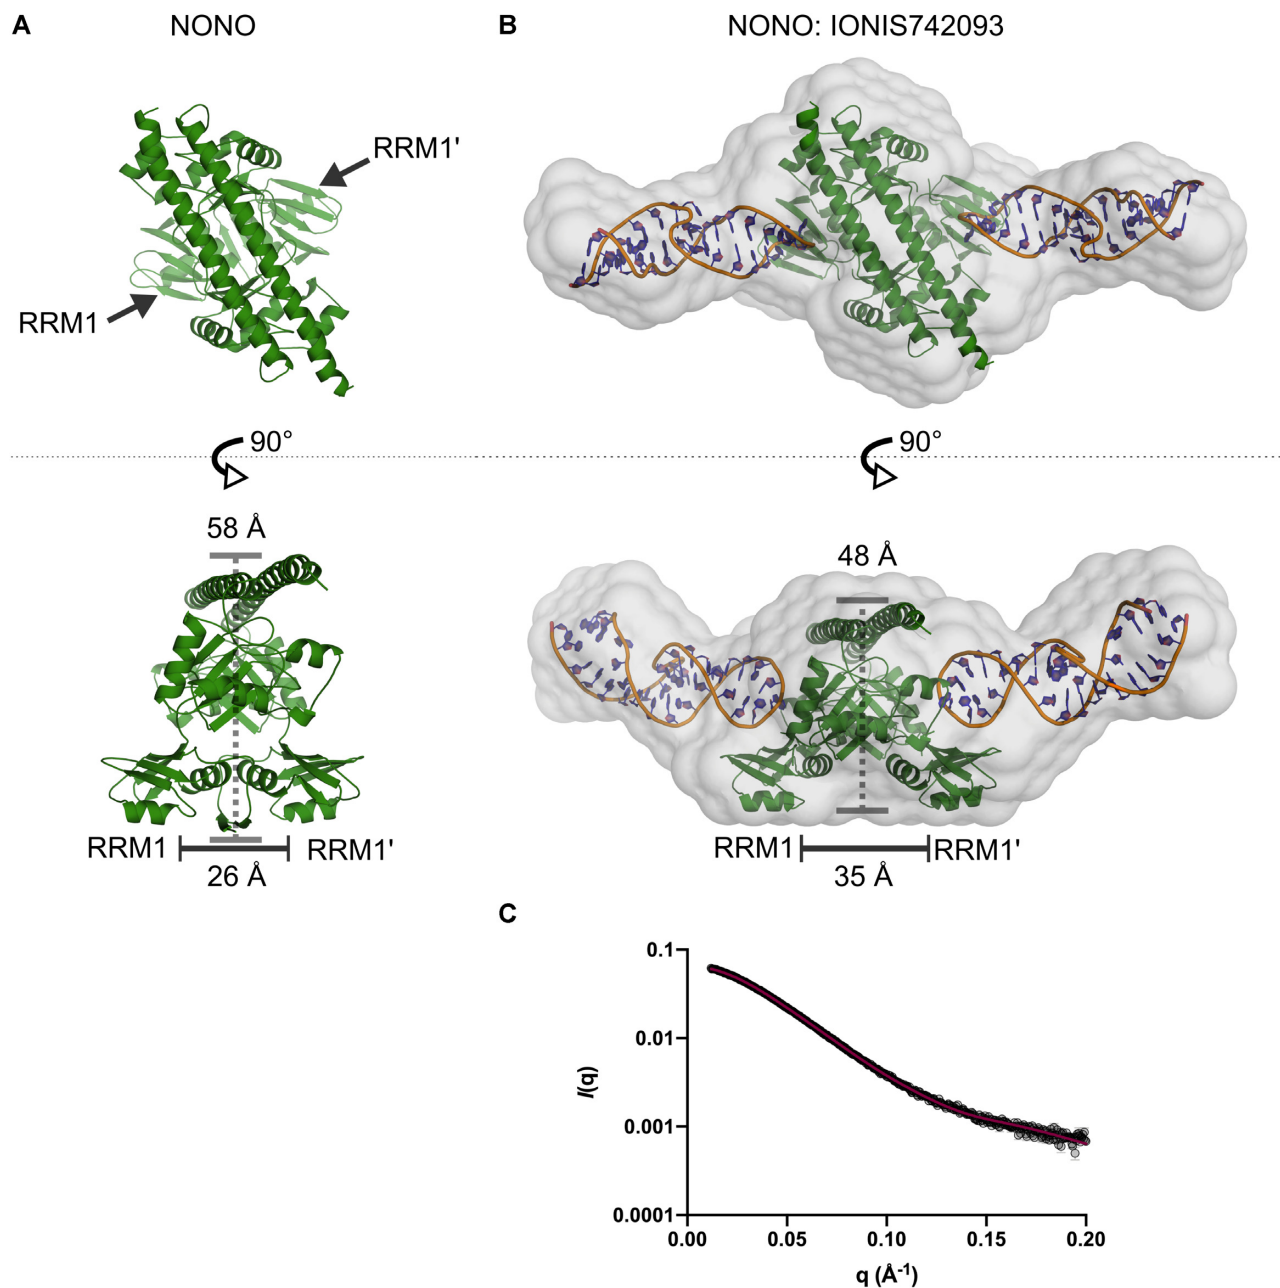 A
NONO
RRM1'
RRM1
90°
58 Å
RRM1
RRM1'
26 Å
B
NONO: IONIS742093
90°
48 Å
RRM1
RRM1'
35 Å
C
0.1
0.01
0.001
0.0001
I(q)
0.00 0.05 0.10 0.15 0.20
q (Å⁻¹)